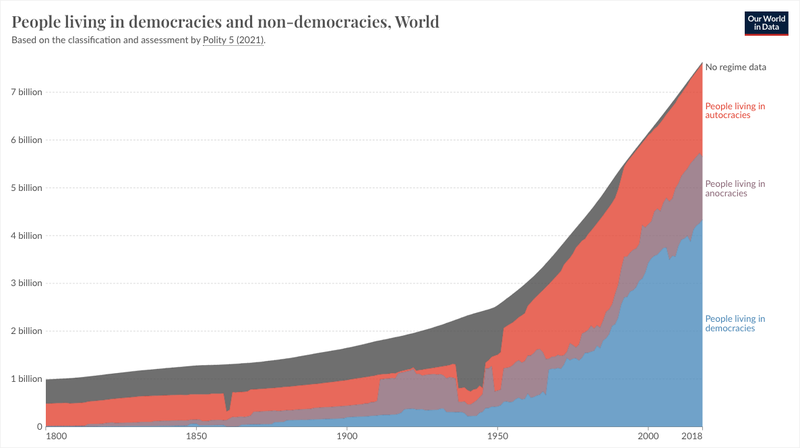 People living in democracies and non-democracies, World
Based on the classification and assessment by Polity 5 (2021).
Our World
in Data
No regime data
7 billion
People living in
autocracies
6 billion
5 billion
People living in
anocracies
4 billion
3 billion
People living in
democracies
2 billion
1 billion
0
1800
1850
1900
1950
2000
2018